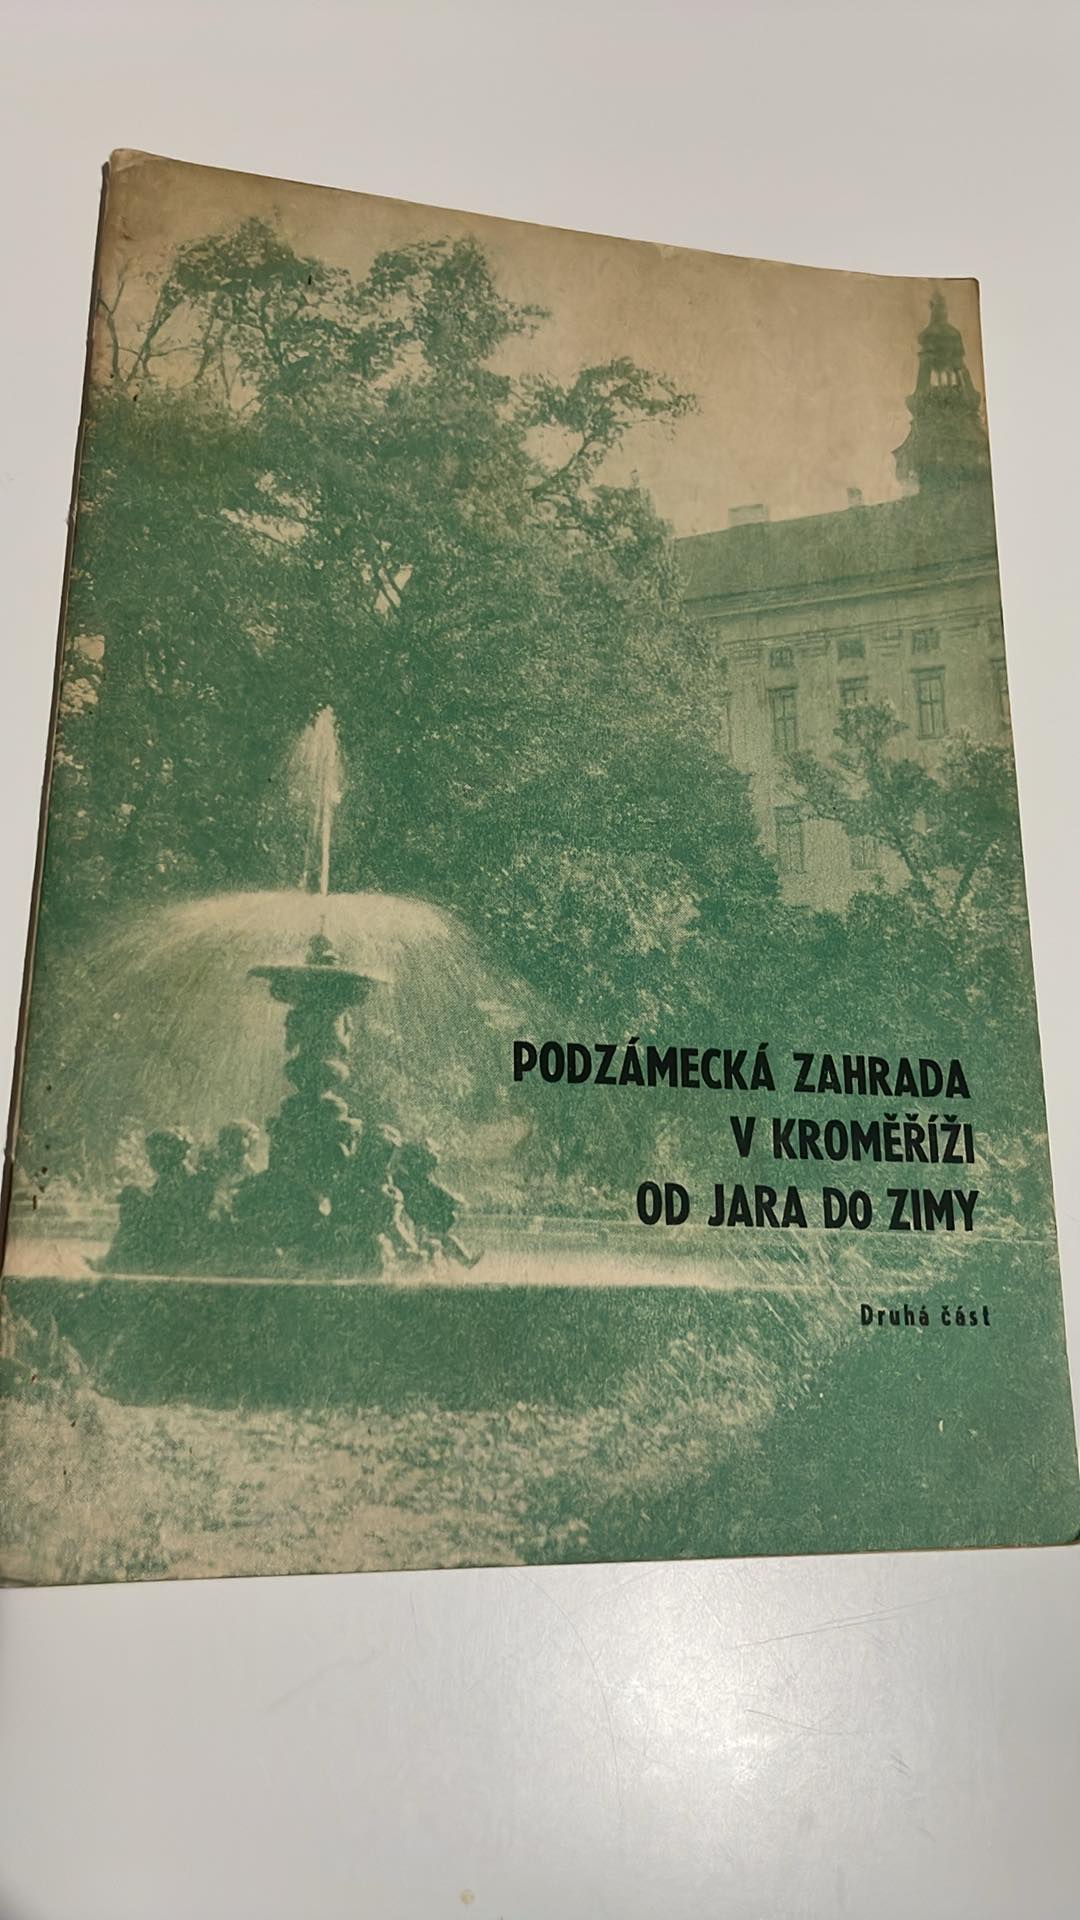 PODZÁMECKÁ ZAHRADA
V KROMĚŘÍŽI
OD JARA DO ZIMY
Druhá část